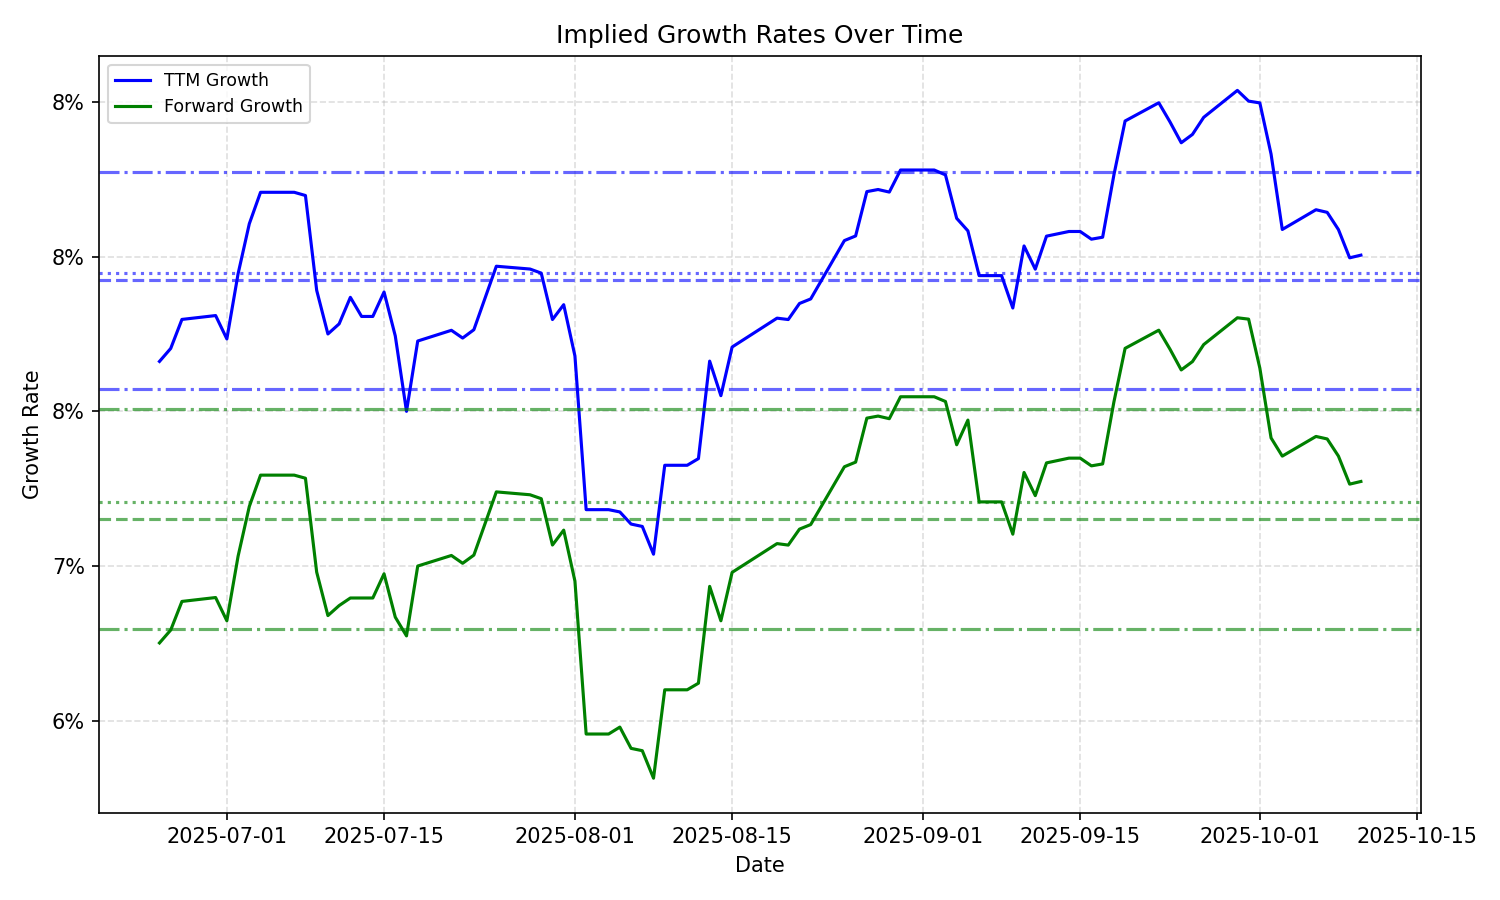 Implied Growth Rates Over Time
TTM Growth
Forward Growth
8%
8%
8%
7%
6%
Growth Rate
2025-07-01
2025-07-15
2025-08-01
2025-08-15
2025-09-01
2025-09-15
2025-10-01
2025-10-15
Date